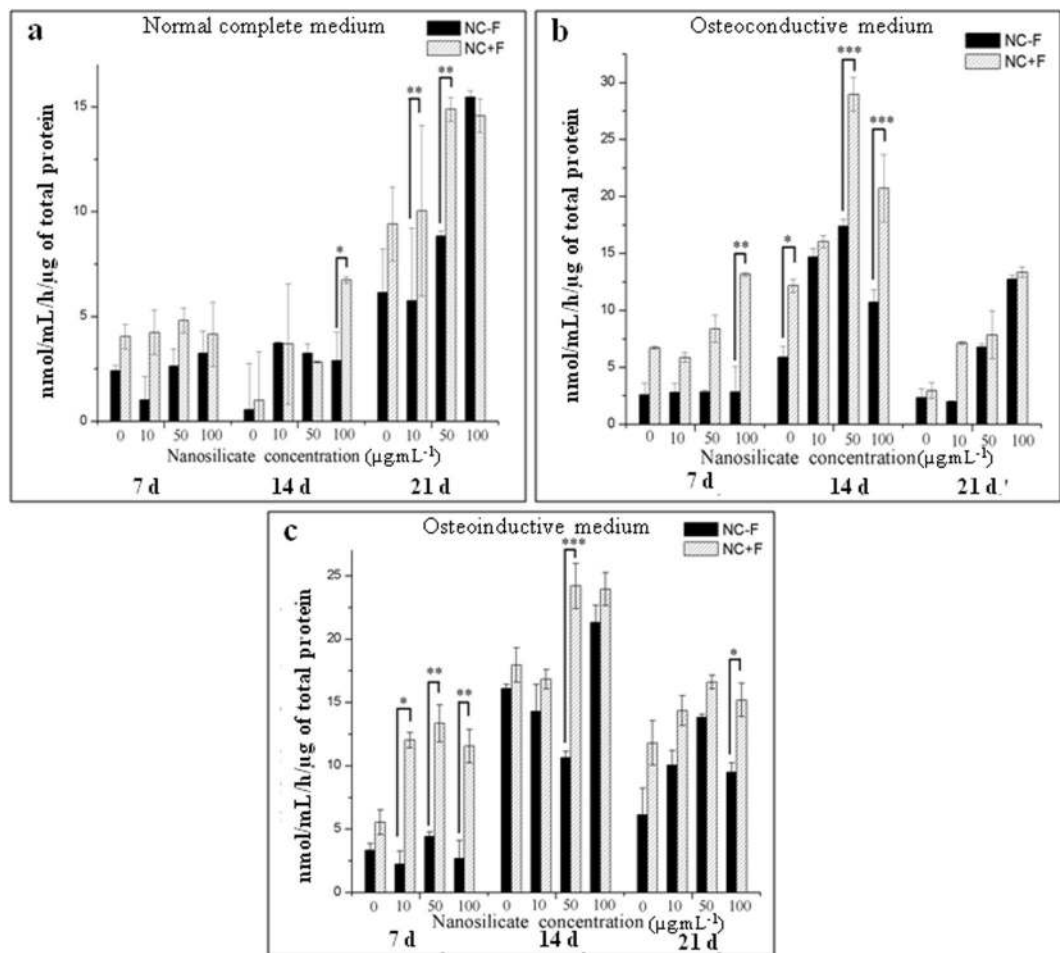 a
Normal complete medium
NC-F
NC+F
nmol/mL/h/μg of total protein
15
10
5
0
**
**
*
0 10 50 100 0 10 50 100 0 10 50 100
Nanosilicate concentration (μgmL⁻¹)
7 d 14 d 21 d
b
Osteoconductive medium
NC-F
NC+F
nmol/mL/h/μg of total protein
30
25
20
15
10
5
0
***
***
**
*
0 10 50 100 0 10 50 100 0 10 50 100
Nanosilicate concentration(μgmL⁻¹)
7 d 14 d 21 d.'
c
Osteoinductive medium
NC-F
NC+F
nmol/mL/h/μg of total protein
25
20
15
10
5
0
***
*
**
**
*
0 10 50 100 0 10 50 100 0 10 50 100
Nanosilicate concentration (μgmL⁻¹)
7 d 14 d 21 d